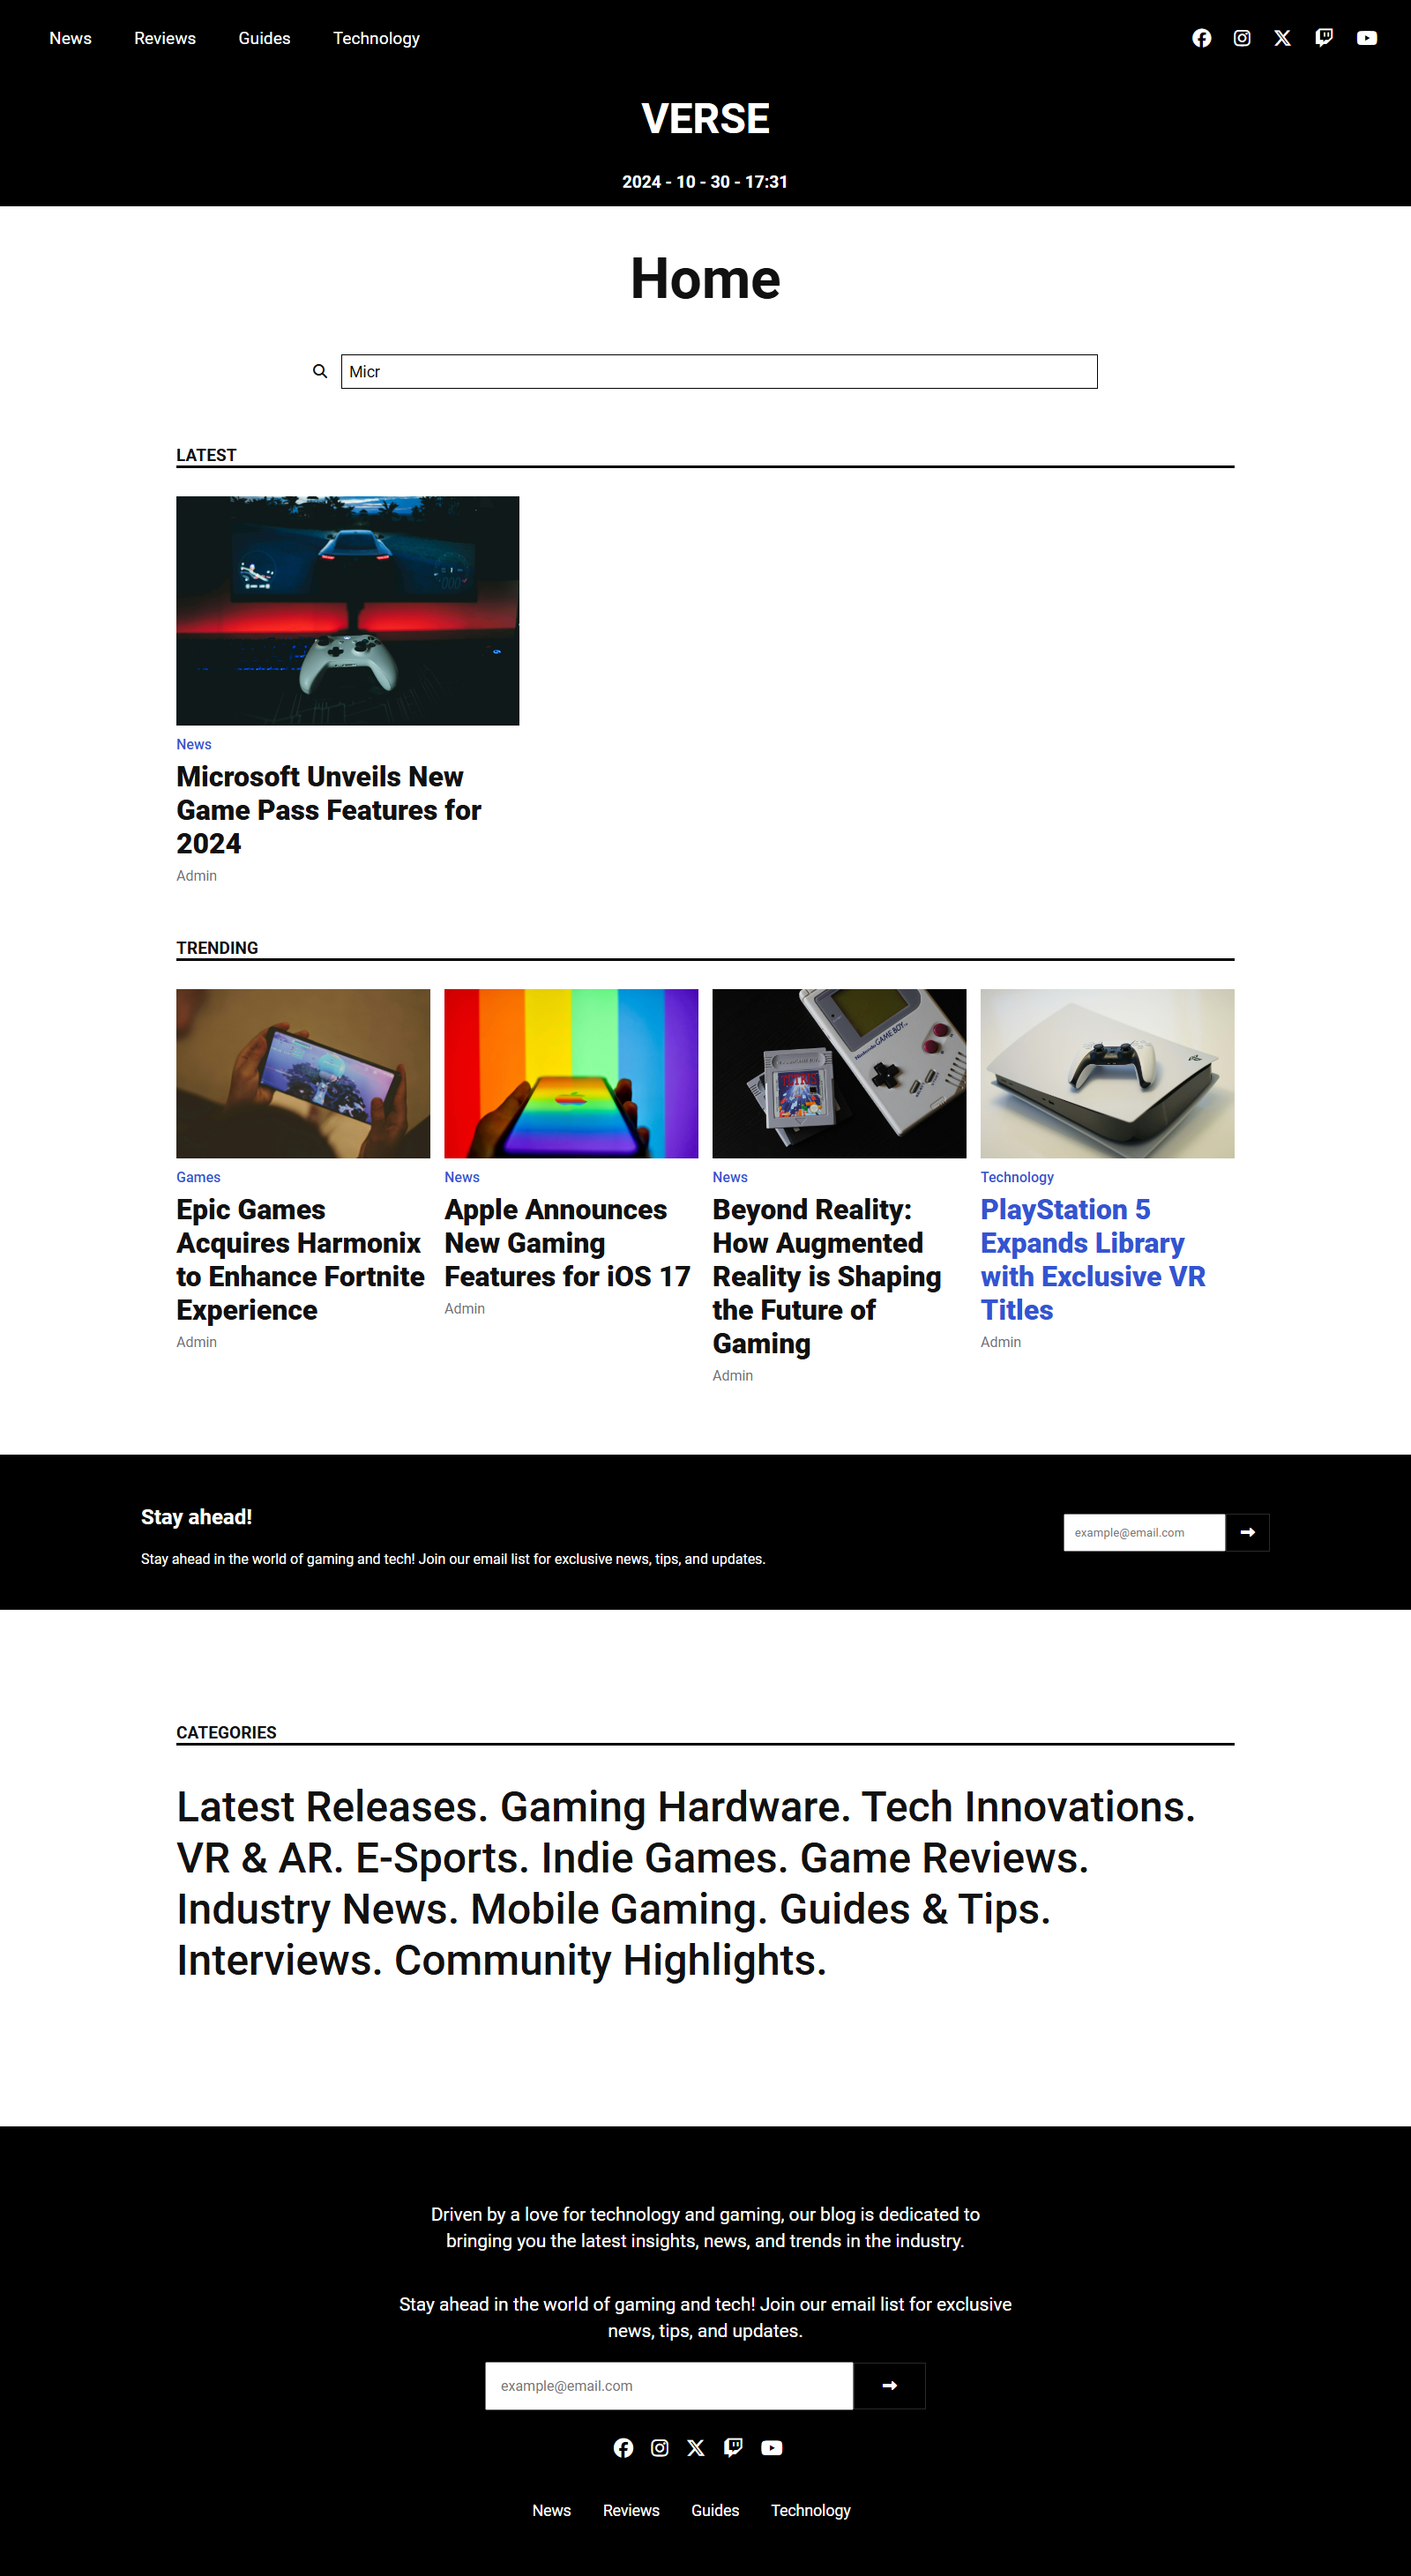 News Reviews Guides Technology
VERSE
2024 - 10 - 30 - 17:31
Home
Micr
LATEST
News
Microsoft Unveils New
Game Pass Features for
2024
Admin
TRENDING
Nintendo GAME BOY
TETRIS
Games
Epic Games
Acquires Harmonix
to Enhance Fortnite
Experience
Admin
News
Apple Announces
New Gaming
Features for iOS 17
Admin
News
Beyond Reality:
How Augmented
Reality is Shaping
the Future of
Gaming
Admin
Technology
PlayStation 5
Expands Library
with Exclusive VR
Titles
Admin
Stay ahead!
Stay ahead in the world of gaming and tech! Join our email list for exclusive news, tips, and updates.
example@email.com
CATEGORIES
Latest Releases. Gaming Hardware. Tech Innovations.
VR & AR. E-Sports. Indie Games. Game Reviews.
Industry News. Mobile Gaming. Guides & Tips.
Interviews. Community Highlights.
Driven by a love for technology and gaming, our blog is dedicated to
bringing you the latest insights, news, and trends in the industry.
Stay ahead in the world of gaming and tech! Join our email list for exclusive
news, tips, and updates.
example@email.com
News Reviews Guides Technology